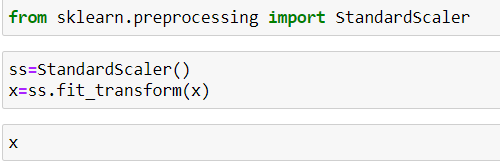 from sklearn.preprocessing import StandardScaler
ss=StandardScaler()
x=ss.fit_transform(x)
x